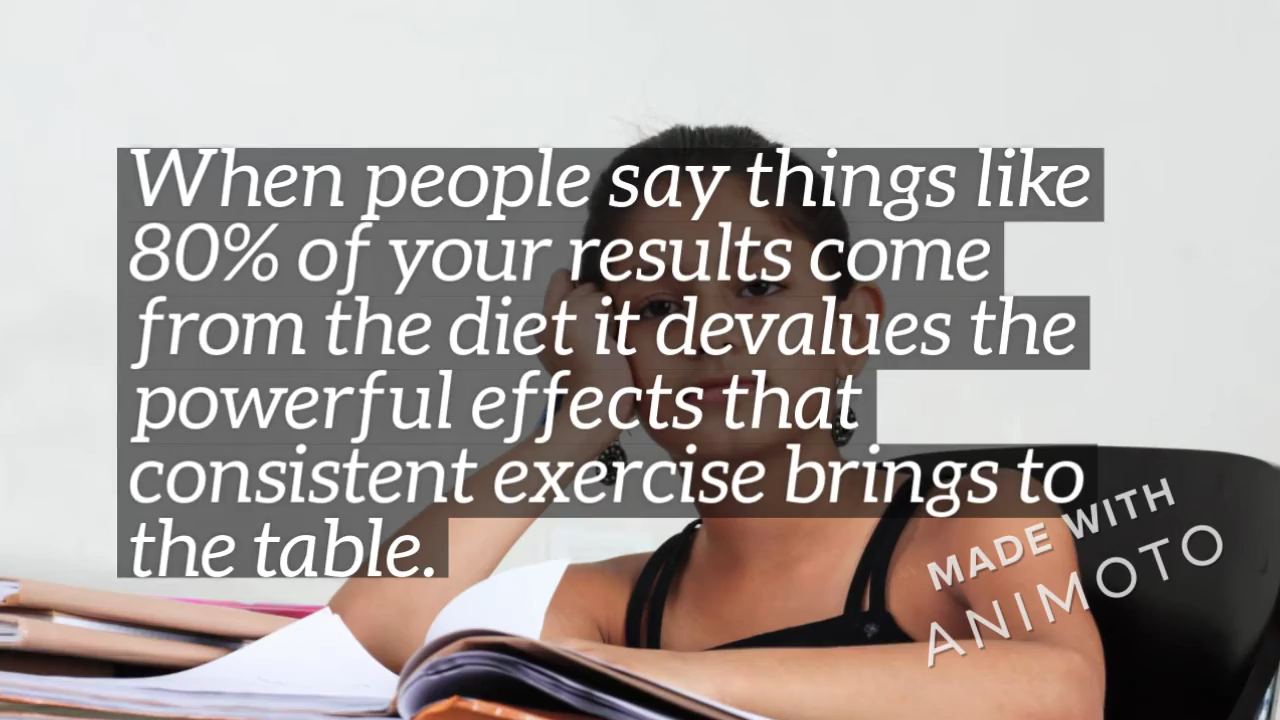 When people say things like
80% of your results come
from the diet it devalues the
powerful effects that
consistent exercise brings to
the table.
MADE WITH
ANIMOTO